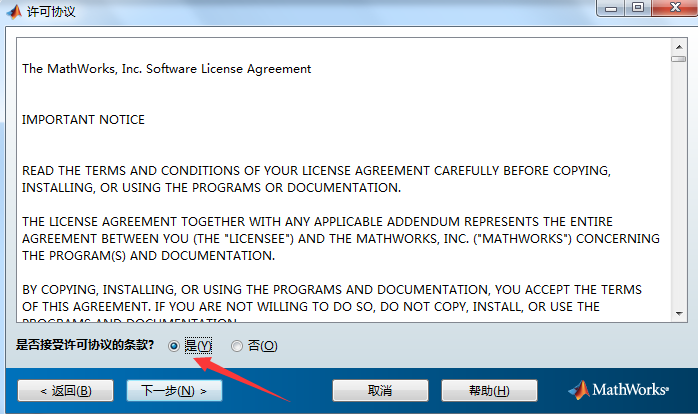 许可协议
The MathWorks, Inc. Software License Agreement
IMPORTANT NOTICE
READ THE TERMS AND CONDITIONS OF YOUR LICENSE AGREEMENT CAREFULLY BEFORE COPYING,
INSTALLING, OR USING THE PROGRAMS OR DOCUMENTATION.
THE LICENSE AGREEMENT TOGETHER WITH ANY APPLICABLE ADDENDUM REPRESENTS THE ENTIRE
AGREEMENT BETWEEN YOU (THE "LICENSEE") AND THE MATHWORKS, INC. ("MATHWORKS") CONCERNING
THE PROGRAM(S) AND DOCUMENTATION.
BY COPYING, INSTALLING, OR USING THE PROGRAMS AND DOCUMENTATION, YOU ACCEPT THE TERMS
OF THIS AGREEMENT. IF YOU ARE NOT WILLING TO DO SO, DO NOT COPY, INSTALL, OR USE THE
PROGRAMS AND DOCUMENTATION
是否接受许可协议的条款? 是(Y) 否(O)
< 返回(B) 下一步(N) > 取消 帮助(H) MathWorks®